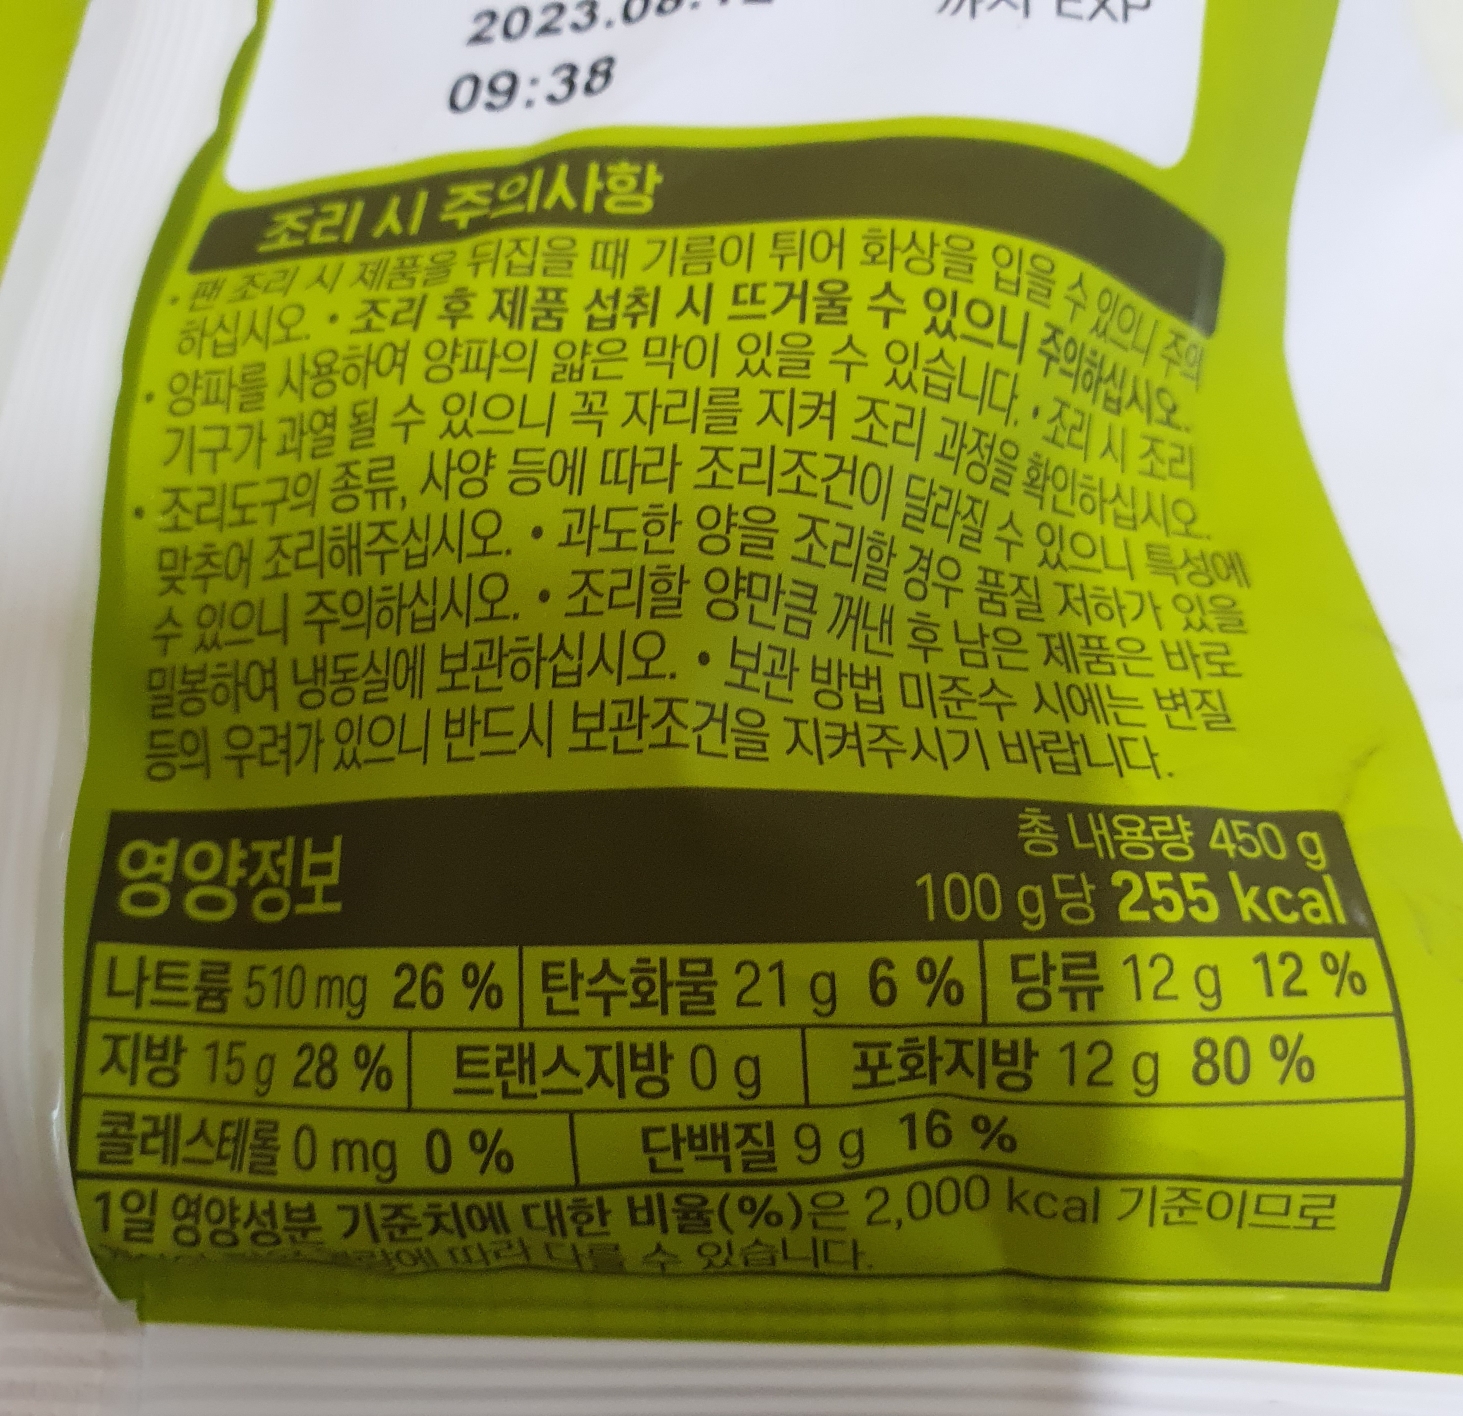 2023.08.
까지 EXP
09:38
조리 시 주의사항
• 팬 조리 시 제품을 뒤집을 때 기름이 튀어 화상을 입을 수 있으니 주의
하십시오. • 조리 후 제품 섭취 시 뜨거울 수 있으니 주의하십시오.
• 양파를 사용하여 양파의 얇은 막이 있을 수 있습니다. • 조리 시 조리
기구가 과열 될 수 있으니 꼭 자리를 지켜 조리 과정을 확인하십시오.
• 조리도구의 종류, 사양 등에 따라 조리조건이 달라질 수 있으니 특성에
맞추어 조리해주십시오. • 과도한 양을 조리할 경우 품질 저하가 있을
수 있으니 주의하십시오. • 조리할 양만큼 꺼낸 후 남은 제품은 바로
밀봉하여 냉동실에 보관하십시오. • 보관 방법 미준수 시에는 변질
등의 우려가 있으니 반드시 보관조건을 지켜주시기 바랍니다.
영양정보
총 내용량 450 g
100 g당 255 kcal
나트륨 510 mg 26 % 탄수화물 21 g 6 % 당류 12 g 12 %
지방 15 g 28 % 트랜스지방 0 g 포화지방 12 g 80 %
콜레스테롤 0 mg 0 % 단백질 9 g 16 %
1일 영양성분 기준치에 대한 비율(%)은 2,000 kcal 기준이므로
따라 다를 수 있습니다.